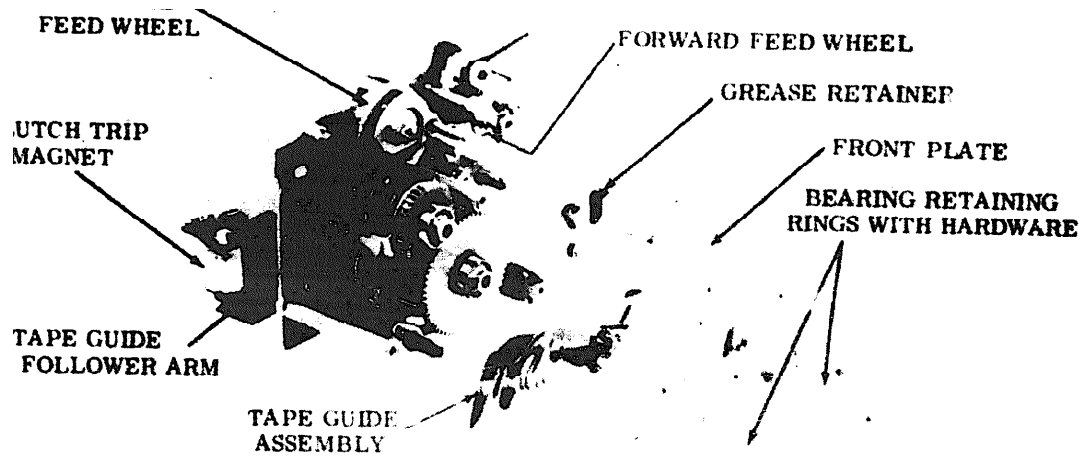 FEED WHEEL
FORWARD FEED WHEEL
GREASE RETAINER
UTCH TRIP
MAGNET
FRONT PLATE
BEARING RETAINING
RINGS WITH HARDWARE
TAPE GUIDE
FOLLOWER ARM
TAPE GUIDE
ASSEMBLY